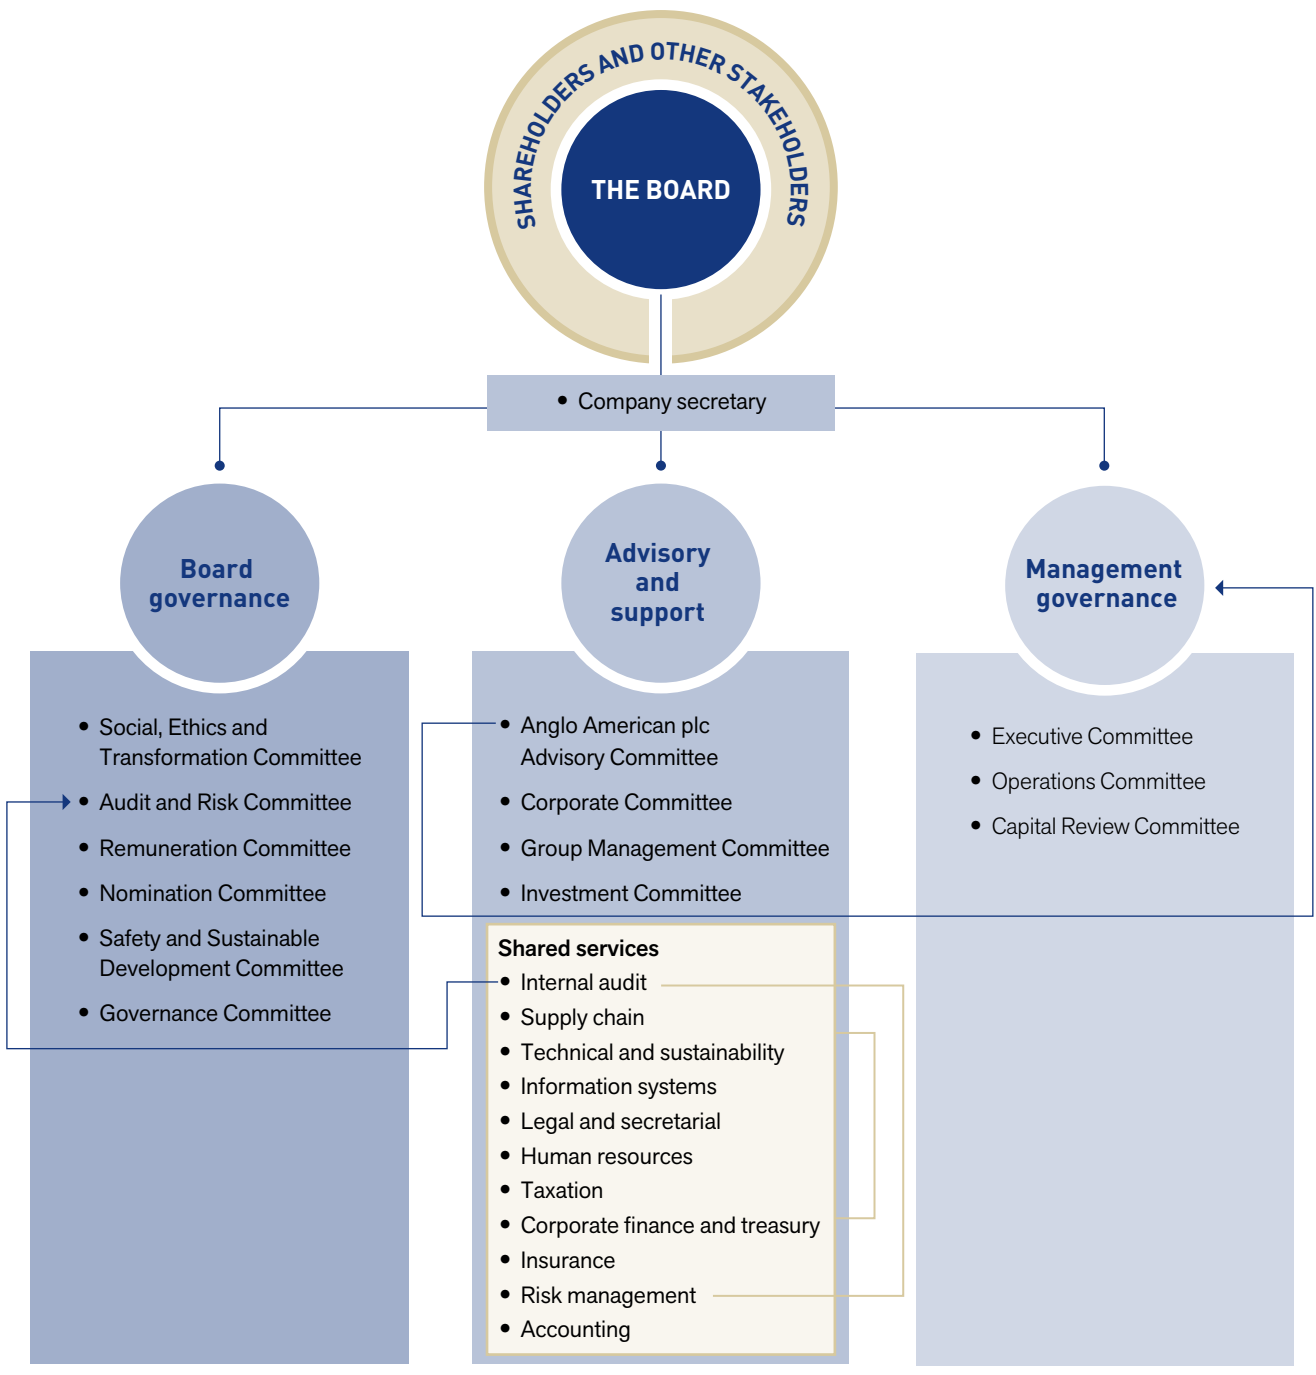 SHAREHOLDERS AND OTHER STAKEHOLDERS
THE BOARD
• Company secretary
Board
governance
• Social, Ethics and
Transformation Committee
• Audit and Risk Committee
• Remuneration Committee
• Nomination Committee
• Safety and Sustainable
Development Committee
• Governance Committee
Advisory
and
support
• Anglo American plc
Advisory Committee
• Corporate Committee
• Group Management Committee
• Investment Committee
Shared services
• Internal audit
• Supply chain
• Technical and sustainability
• Information systems
• Legal and secretarial
• Human resources
• Taxation
• Corporate finance and treasury
• Insurance
• Risk management
• Accounting
Management
governance
• Executive Committee
• Operations Committee
• Capital Review Committee